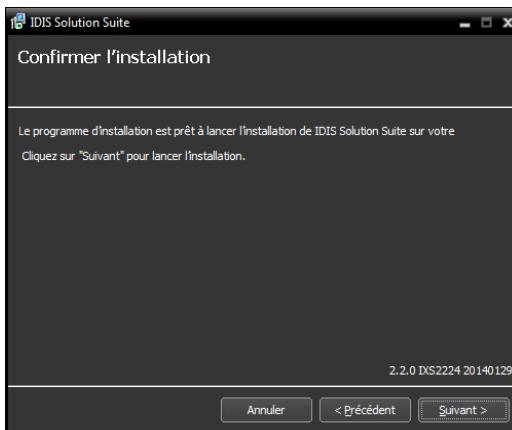 IDIS Solution Suite
Confirmer l'installation
Le programme d'installation est prêt à lancer l'installation de IDIS Solution Suite sur votre
Cliquez sur "Suivant" pour lancer l'installation.
2.2.0 IXS2224 20140129
Annuler
< Précédent
Suivant >